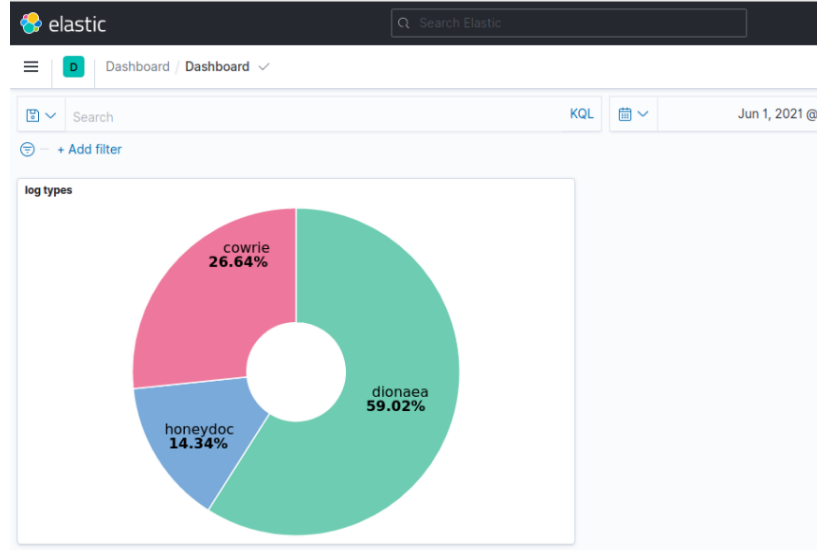 elastic
Search Elastic
D
Dashboard / Dashboard
Search
KQL
Jun 1, 2021 @
+ Add filter
log types
cowrie
26.64%
dionaea
59.02%
honeydoc
14.34%